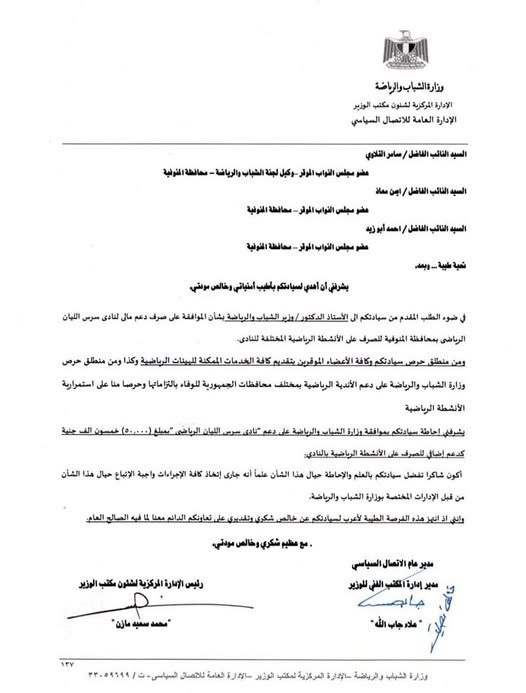 وزارة الشباب والرياضة
الإدارة المركزية لشئون مكتب الوزير
الإدارة العامة للاتصال السياسي
السيد النائب الفاضل / سامر التلاوي
عضو مجلس النواب الموقر –وكيل لجنة الشباب والرياضة – محافظة المنوفية
السيد النائب الفاضل / ايمن معاذ
عضو مجلس النواب الموقر – محافظة المنوفية
السيد النائب الفاضل / احمد أبو زيد
عضو مجلس النواب الموقر – محافظة المنوفية
تحية طيبة ... وبعد،
يشرفني أن أهدي لسيادتكم بأطيب أمنياتي وخالص مودتي،
في ضوء الطلب المقدم من سيادتكم الى الأستاذ الدكتور / وزير الشباب والرياضة بشأن الموافقة على صرف دعم مالى لنادى سرس الليان
الرياضى بمحافظة المنوفية للصرف على الأنشطة الرياضية المختلفة للنادى.
ومن منطلق حرص سيادتكم وكافة الأعضاء الموقرين بتقديم كافة الخدمات الممكنة للهيئات الرياضية وكذا ومن منطلق حرص
وزارة الشباب والرياضة على دعم الأندية الرياضية بمختلف محافظات الجمهورية للوفاء بالتزاماتها وحرصا منا على استمرارية
الأنشطة الرياضية
يشرفني إحاطة سيادتكم بموافقة وزارة الشباب والرياضة على دعم "نادى سرس الليان الرياضى "بمبلغ (٥٠,٠٠٠) خمسون الف جنية
كدعم إضافي للصرف على الأنشطة الرياضية بالنادي.
أكون شاكرا تفضل سيادتكم بالعلم والإحاطة حيال هذا الشأن علماً أنه جارى إتخاذ كافة الإجراءات واجبة الإتباع حيال هذا الشأن
من قبل الإدارات المختصة بوزارة الشباب والرياضة.
وإنني اذ انتهز هذه الفرصة الطيبة لأعرب لسيادتكم عن خالص شكري وتقديري على تعاونكم الدائم معنا لما فيه الصالح العام.
، مع عظيم شكري وخالص مودتي،
مدير عام الاتصال السياسي
مدير إدارة المكتب الفني للوزير
رئيس الإدارة المركزية لشئون مكتب الوزير
" علاء جاب الله"
"محمد سعيد مازن "
١٣٧
وزارة الشباب والرياضة –الإدارة المركزية لمكتب الوزير –الإدارة العامة للاتصال السياسى - ت / ٣٣٠٥٩٦٩٩